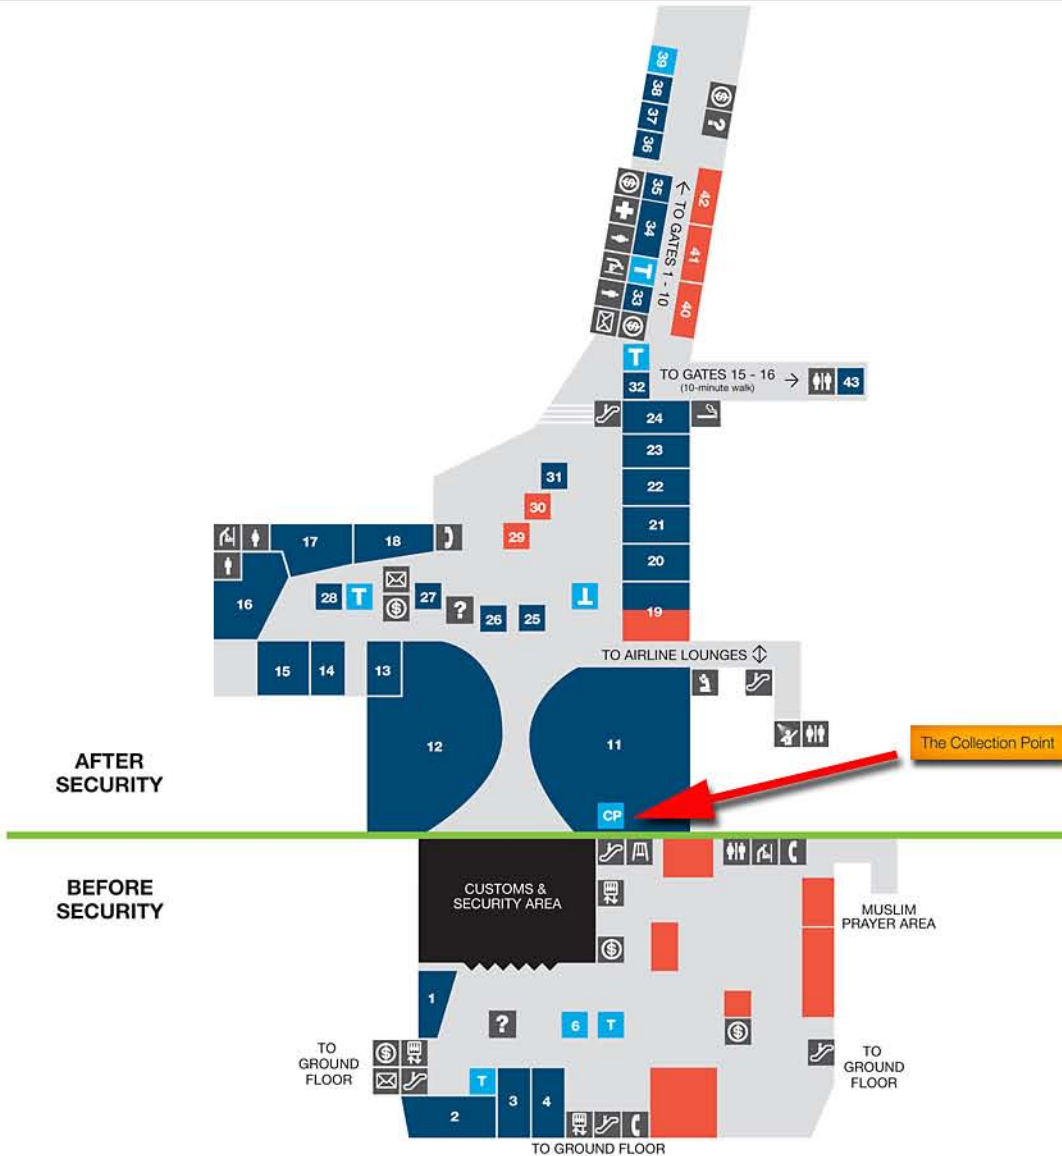 39
38
37
36
$
?
35
34
T
33
$
$
← TO GATES 1 - 10
42
41
40
T
32
TO GATES 15 - 16 →
(10-minute walk)
43
24
23
22
21
20
19
31
30
29
17
18
16
28
T
$
27
?
26
25
T
TO AIRLINE LOUNGES
15
14
13
12
11
CP
The Collection Point
AFTER
SECURITY
BEFORE
SECURITY
CUSTOMS &
SECURITY AREA
MUSLIM
PRAYER AREA
$
1
?
6
T
$
TO
GROUND
FLOOR
$
T
2
3
4
TO
GROUND
FLOOR
TO GROUND FLOOR